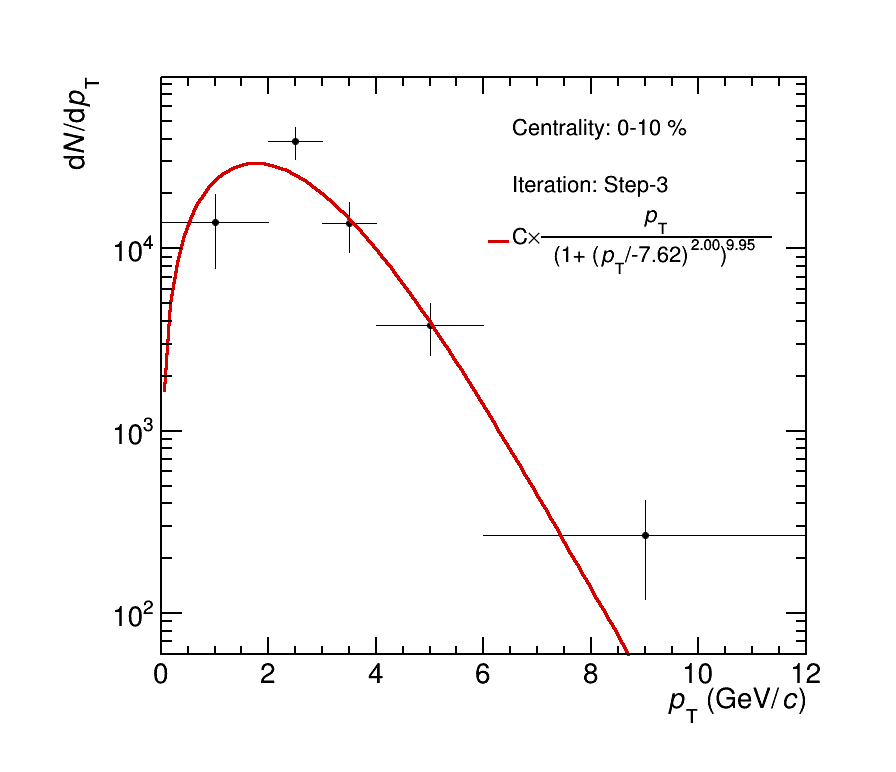 dN/dp_T
Centrality: 0-10 %
Iteration: Step-3
C× p_T
(1+ (p_T/-7.62)^2.00)^9.95
10^4
10^3
10^2
0 2 4 6 8 10 12
p_T (GeV/c)